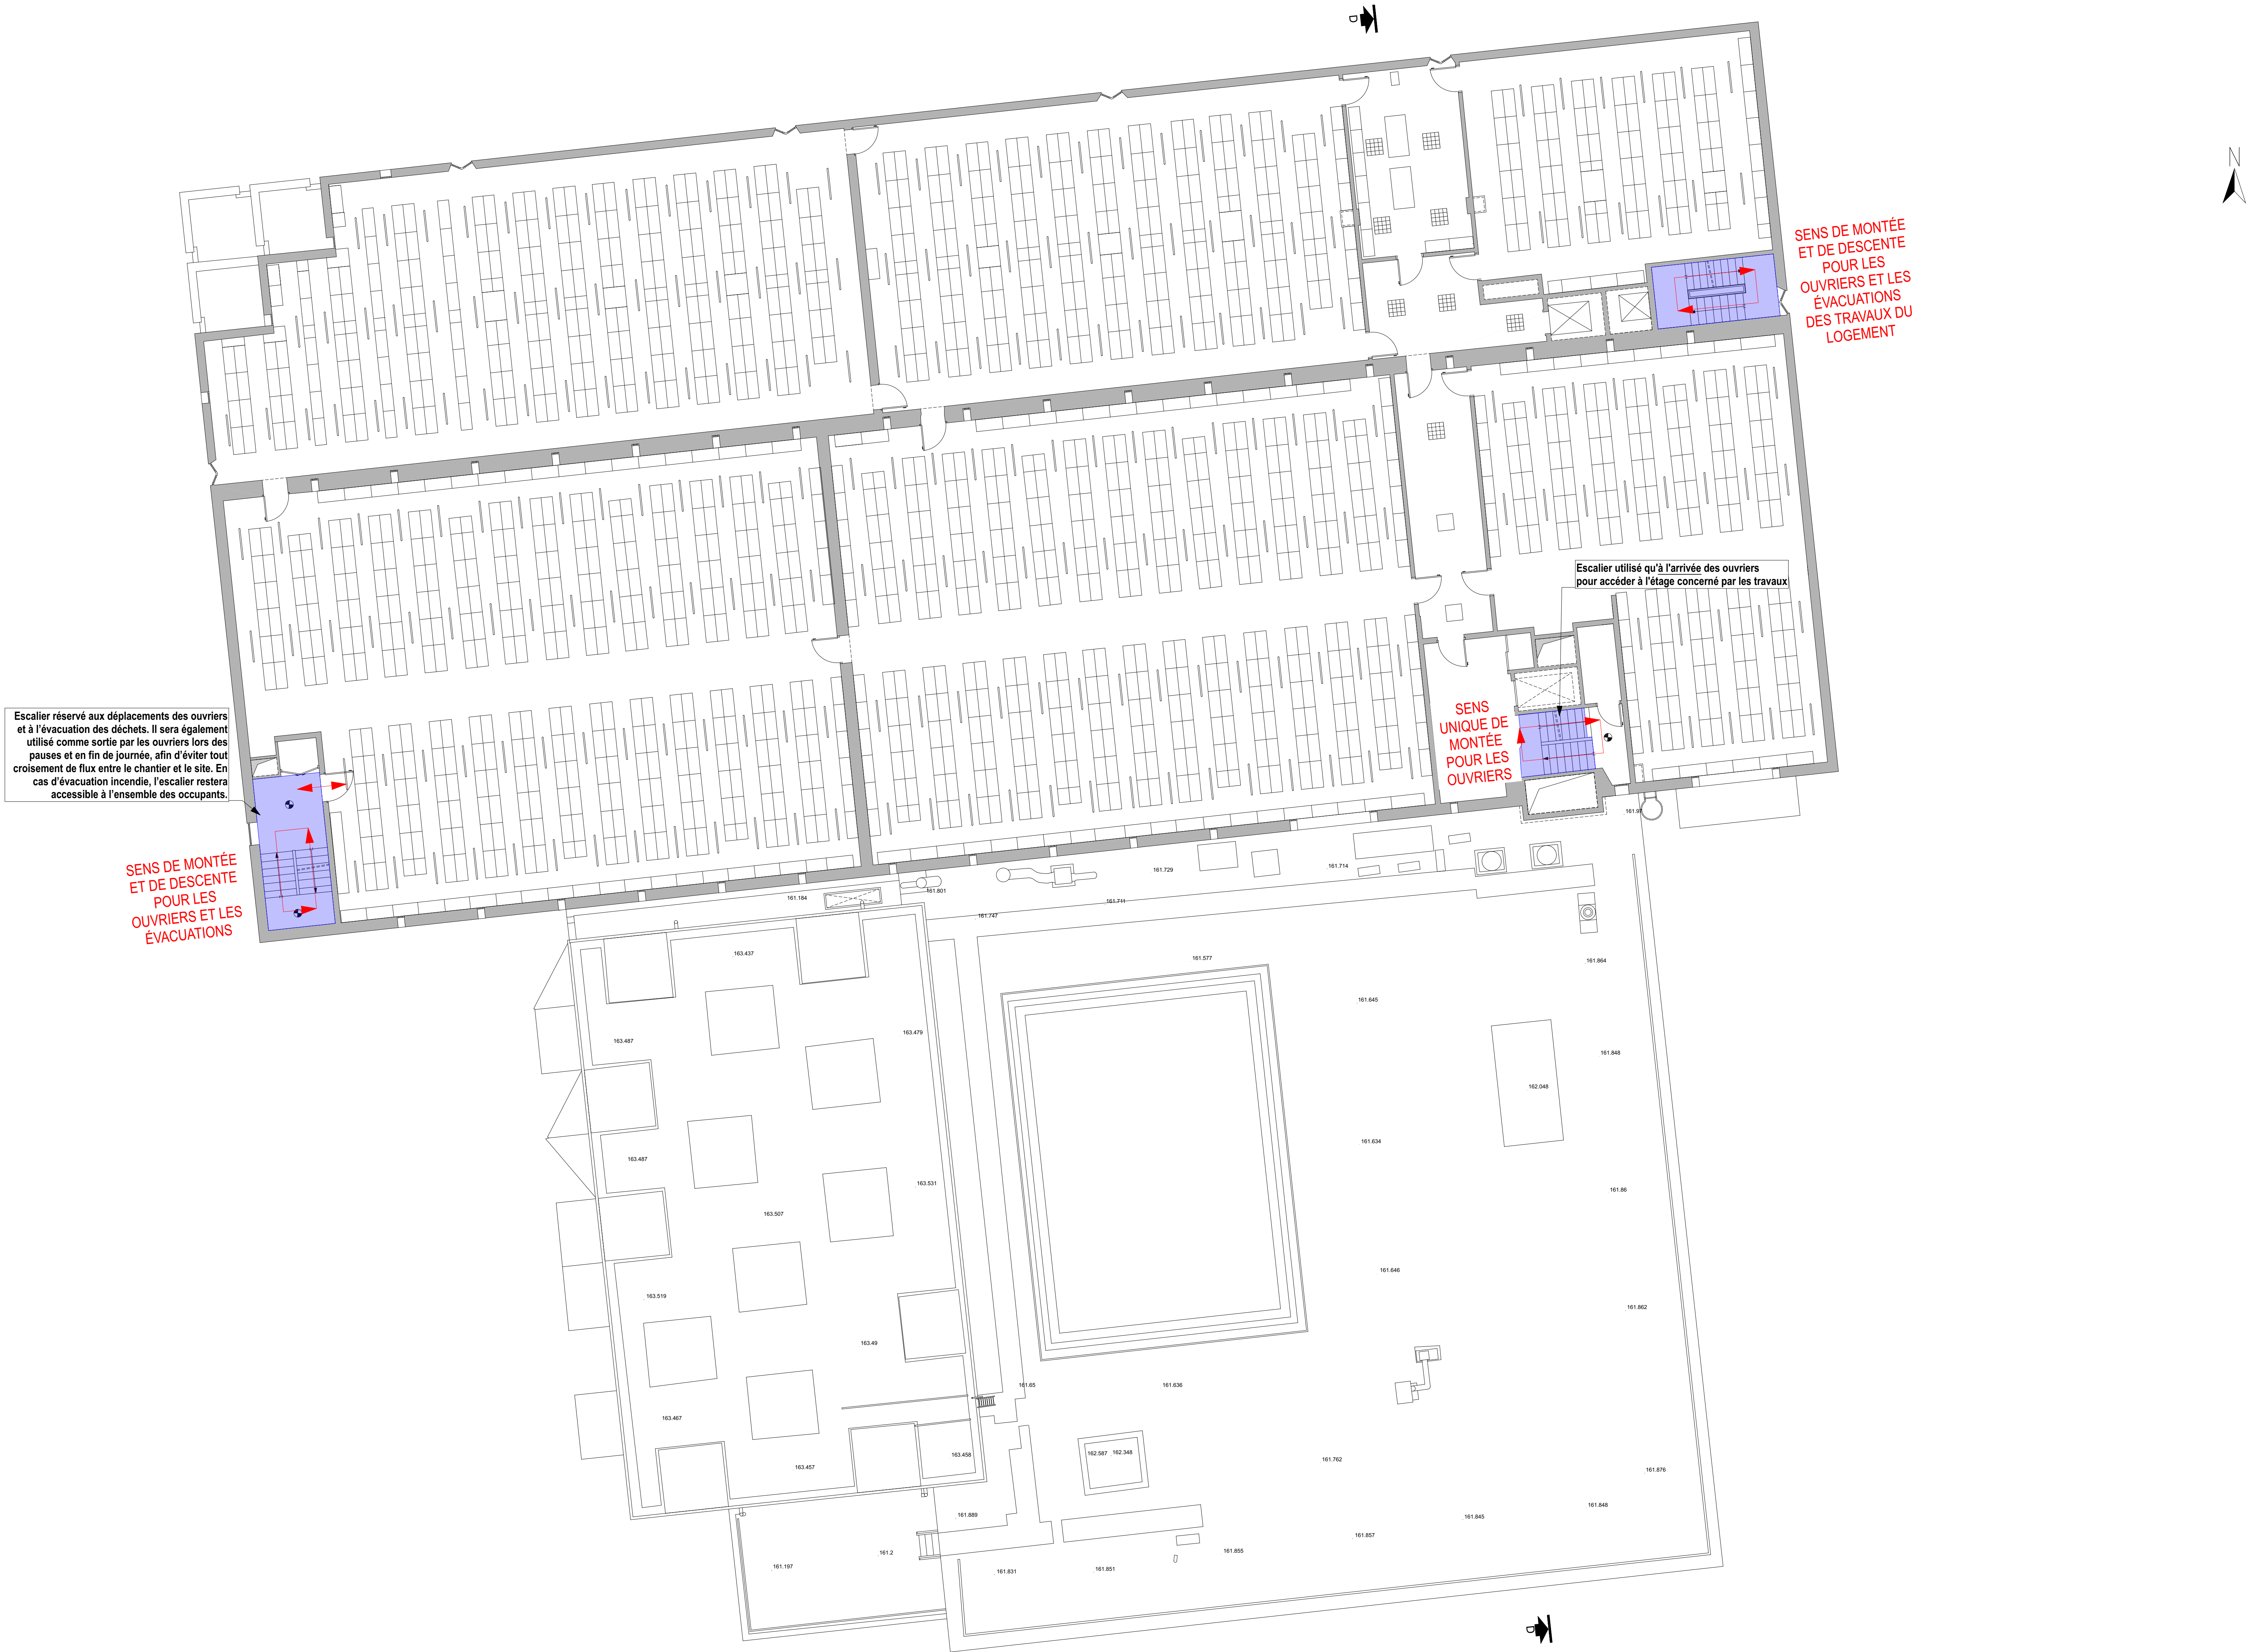 D
N
SENS DE MONTÉE
ET DE DESCENTE
POUR LES
OUVRIERS ET LES
ÉVACUATIONS
DES TRAVAUX DU
LOGEMENT
Escalier utilisé qu'à l'arrivée des ouvriers
pour accéder à l'étage concerné par les travaux
SENS
UNIQUE DE
MONTÉE
POUR LES
OUVRIERS
Escalier réservé aux déplacements des ouvriers
et à l’évacuation des déchets. Il sera également
utilisé comme sortie par les ouvriers lors des
pauses et en fin de journée, afin d’éviter tout
croisement de flux entre le chantier et le site. En
cas d’évacuation incendie, l’escalier restera
accessible à l’ensemble des occupants.
SENS DE MONTÉE
ET DE DESCENTE
POUR LES
OUVRIERS ET LES
ÉVACUATIONS
161.97
161.714
161.729
161.801
161.184
161.711
161.747
163.437
161.577
161.864
161.645
163.479
163.487
161.848
162.048
161.634
163.487
163.531
161.86
163.507
161.646
163.519
161.862
163.49
161.65
161.636
163.467
163.458
162.587 162.348
161.762
163.457
161.876
161.848
161.889
161.845
161.857
161.2
161.855
161.197
161.831
161.851
D